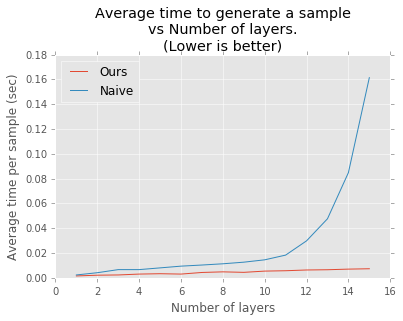 Average time to generate a sample
vs Number of layers.
(Lower is better)
Ours
Naive
Average time per sample (sec)
0.18
0.16
0.14
0.12
0.10
0.08
0.06
0.04
0.02
0.00
0 2 4 6 8 10 12 14 16
Number of layers